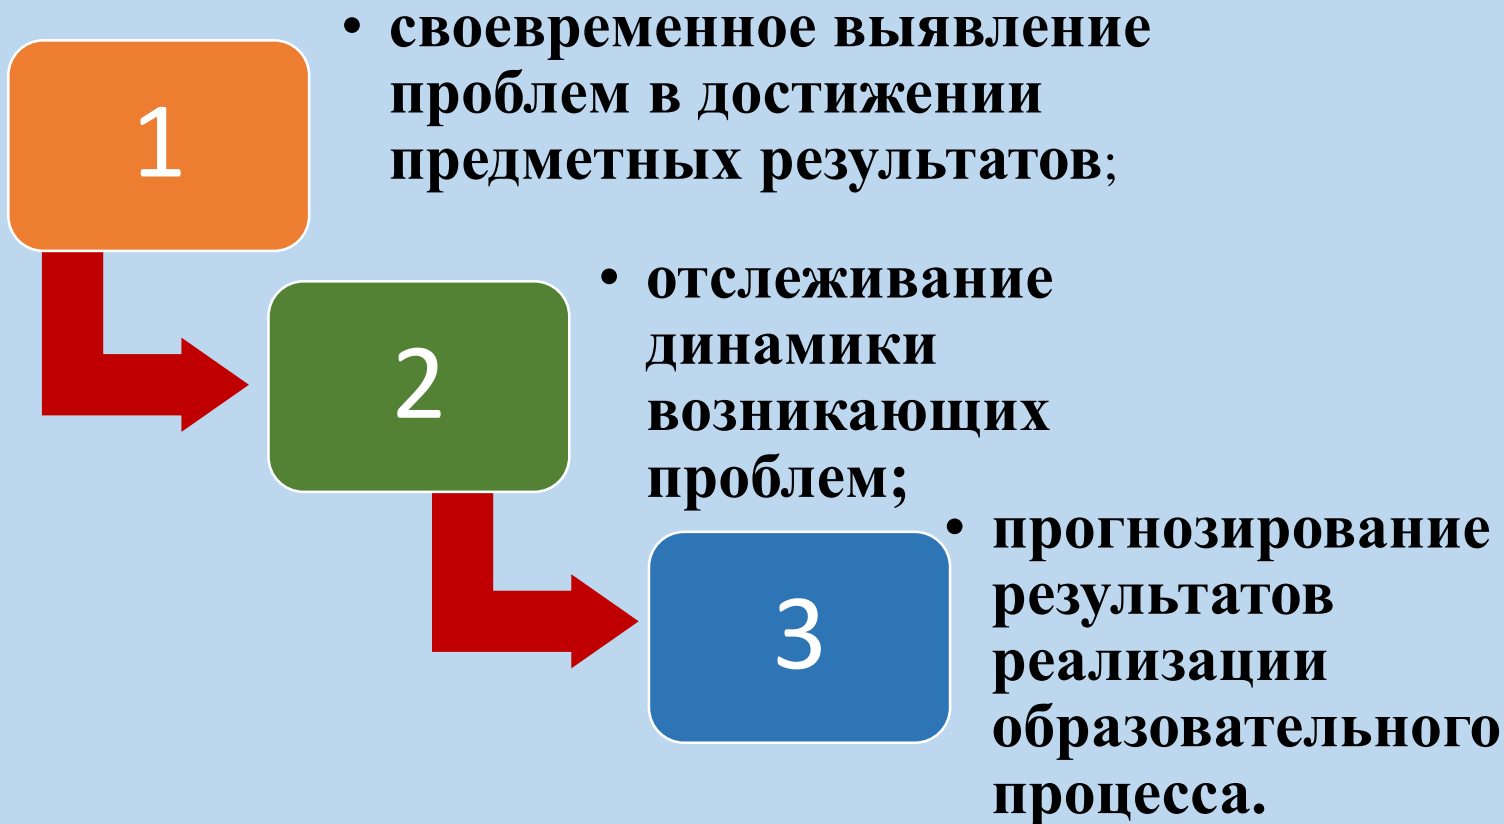 1
• своевременное выявление
проблем в достижении
предметных результатов;
2
• отслеживание
динамики
возникающих
проблем;
3
• прогнозирование
результатов
реализации
образовательного
процесса.